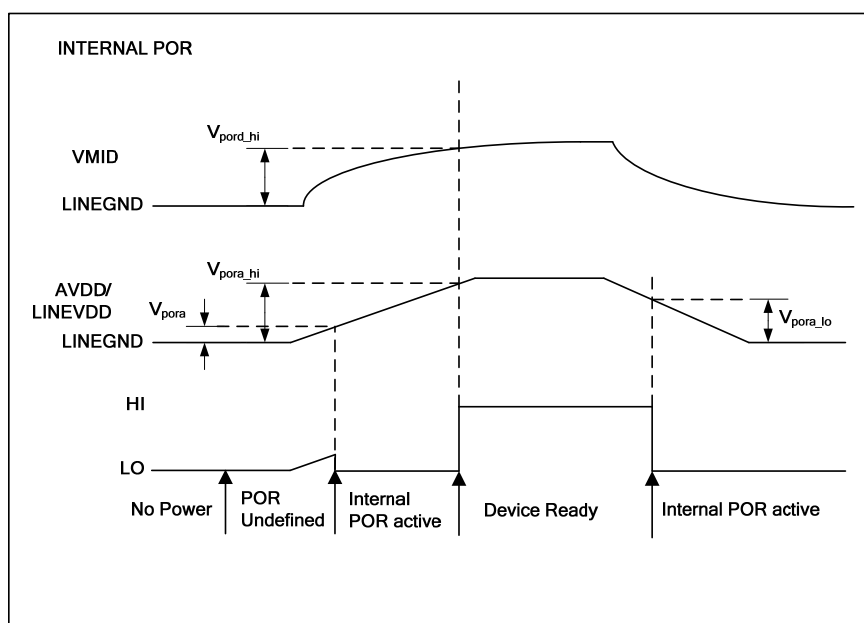 INTERNAL POR
Vpord_hi
VMID
LINEGND
Vpora_hi
AVDD/
LINEVDD
Vpora
LINEGND
Vpora_lo
HI
LO
No Power
POR
Undefined
Internal
POR active
Device Ready
Internal POR active